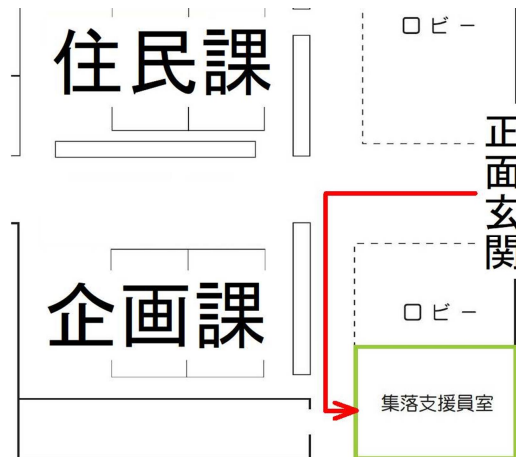 住民課
ロビー
正面玄関
企画課
ロビー
集落支援員室